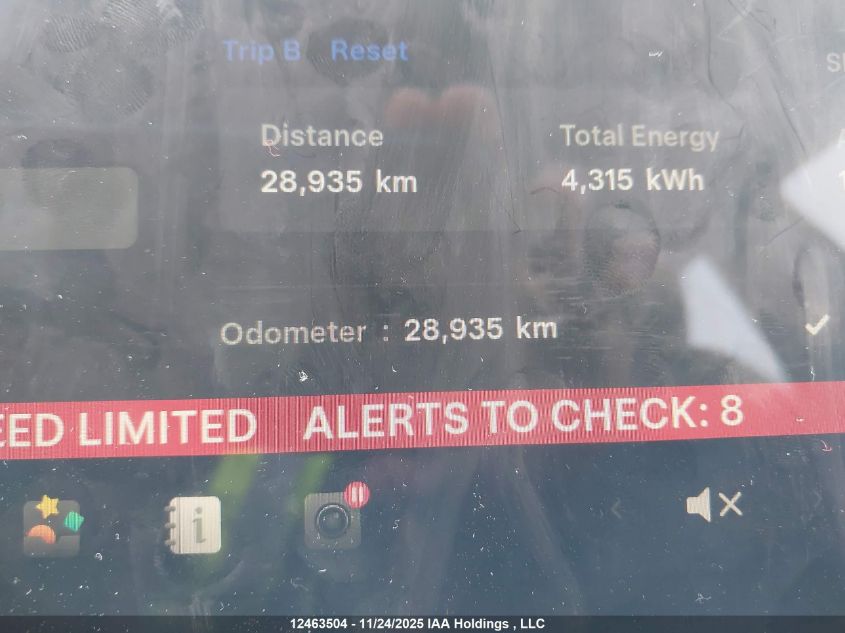 Trip B Reset
Distance
Total Energy
28,935 km
4,315 kWh
Odometer : 28,935 km
EED LIMITED ALERTS TO CHECK: 8
i
12463504 - 11/24/2025 IAA Holdings , LLC